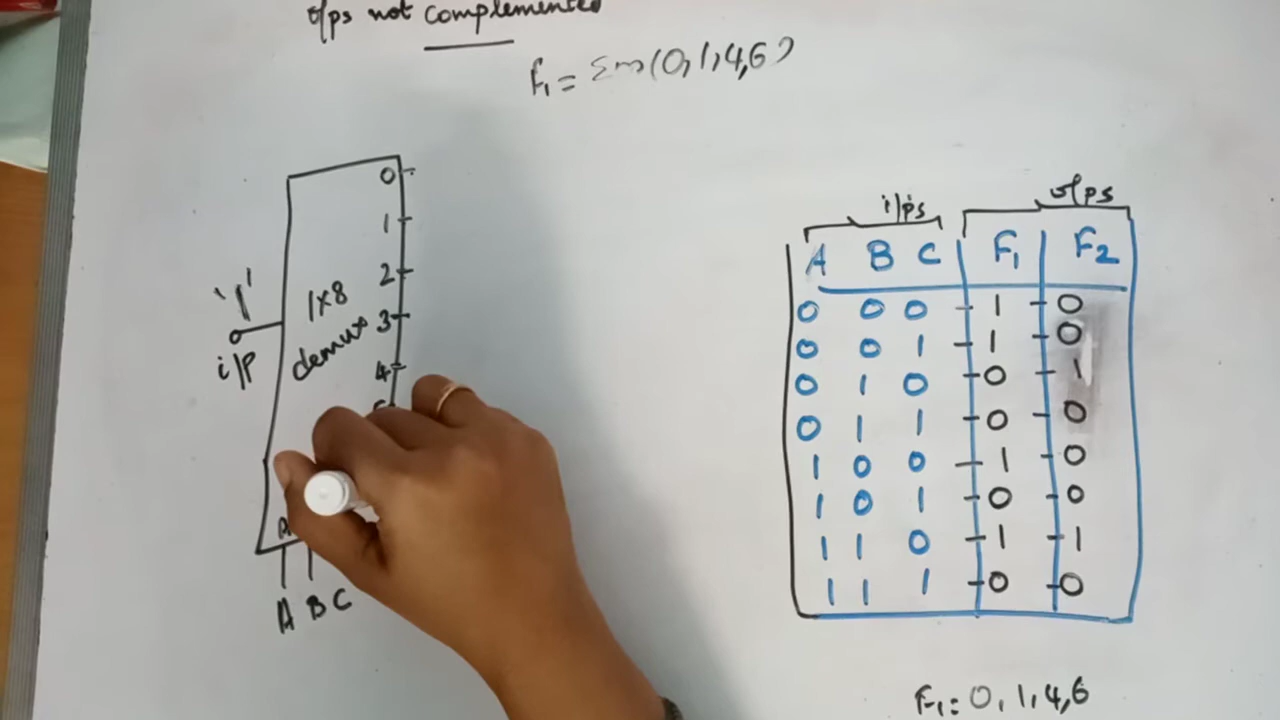 o/ps not complemented
F₁ = Σm(0,1,4,6)
0
1
2
3
4
'1'
i/p
1×8
demux
A
A B C
i/ps o/ps
A B C F₁ F₂
0 0 0 1 0
0 0 1 1 0
0 1 0 0 1
0 1 1 0 0
1 0 0 1 0
1 0 1 0 0
1 1 0 1 1
1 1 1 0 0
F₁: 0, 1, 4, 6